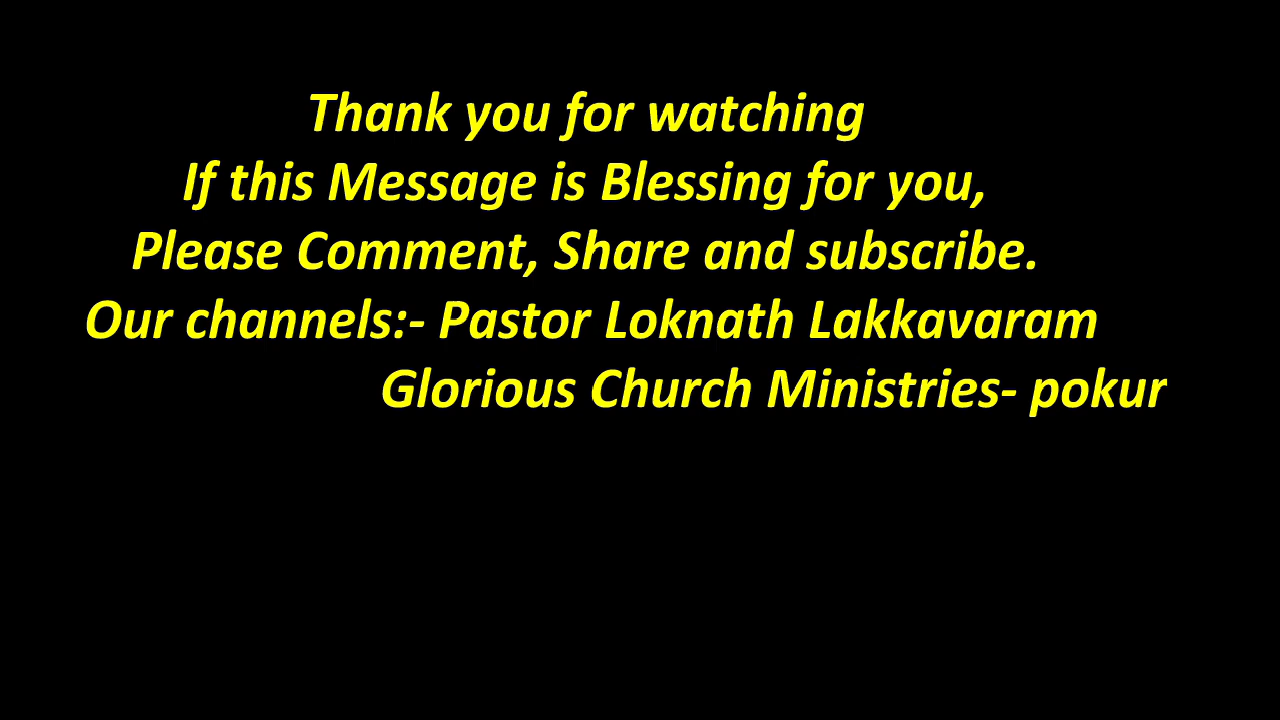 Thank you for watching
If this Message is Blessing for you,
Please Comment, Share and subscribe.
Our channels:- Pastor Loknath Lakkavaram
Glorious Church Ministries- pokur